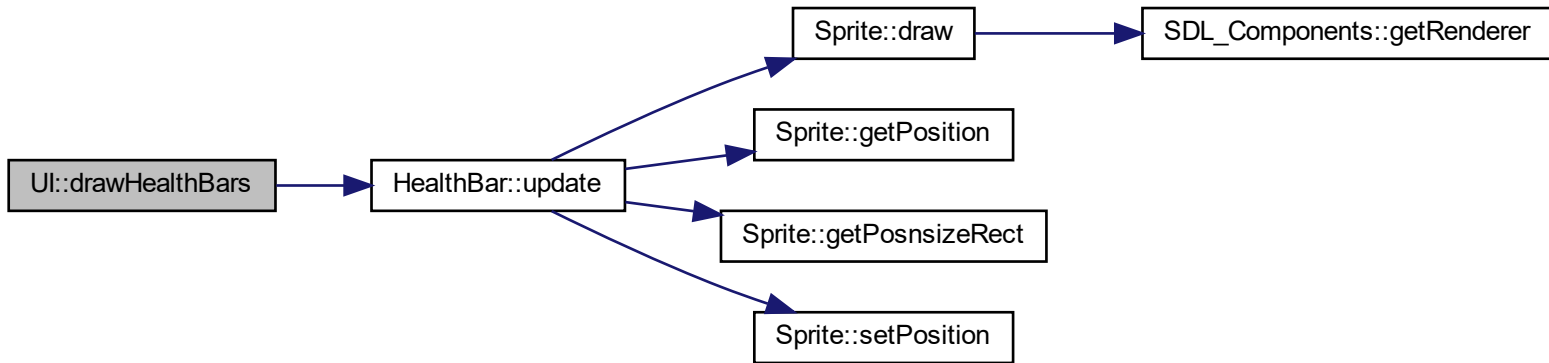 Sprite::draw
SDL_Components::getRenderer
Sprite::getPosition
UI::drawHealthBars
HealthBar::update
Sprite::getPosnsizeRect
Sprite::setPosition